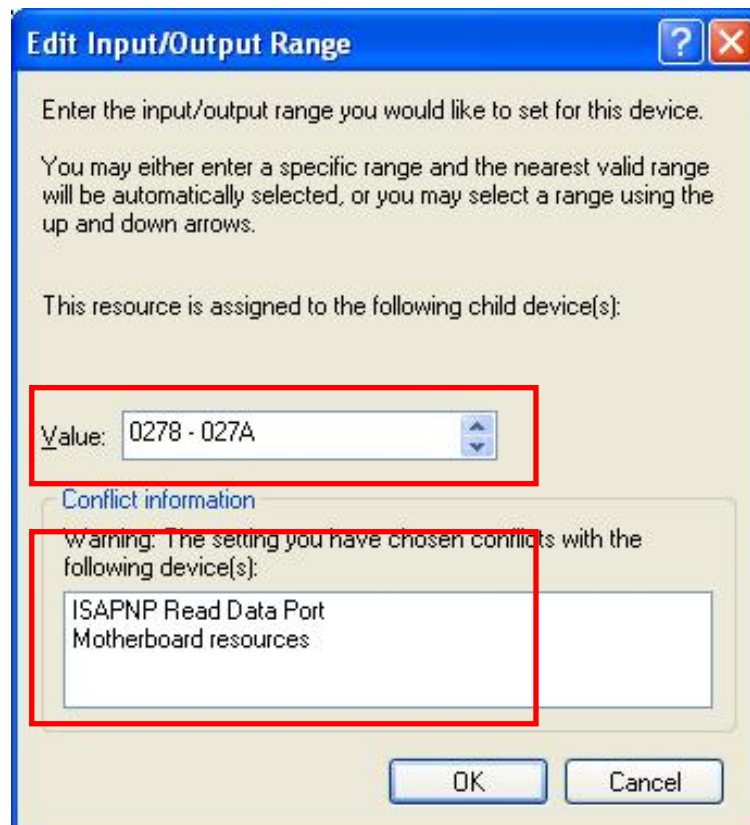 Edit Input/Output Range
Enter the input/output range you would like to set for this device.
You may either enter a specific range and the nearest valid range
will be automatically selected, or you may select a range using the
up and down arrows.
This resource is assigned to the following child device(s):
Value: 0278 - 027A
Conflict information
Warning: The setting you have chosen conflicts with the
following device(s):
ISAPNP Read Data Port
Motherboard resources
OK Cancel